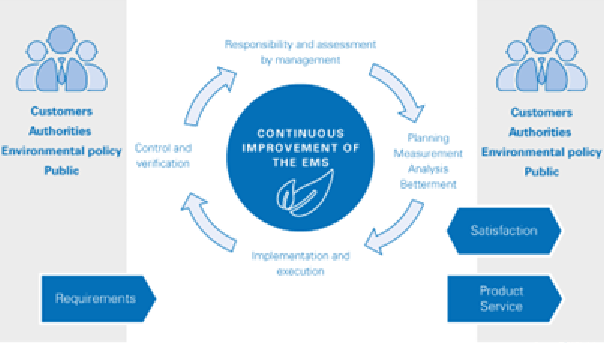 Customers
Authorities
Environmental policy
Public
Requirements
Responsibility and assessment
by management
Control and
verification
CONTINUOUS
IMPROVEMENT OF
THE EMS
Planning
Measurement
Analysis
Betterment
Implementation and
execution
Customers
Authorities
Environmental policy
Public
Satisfaction
Product
Service